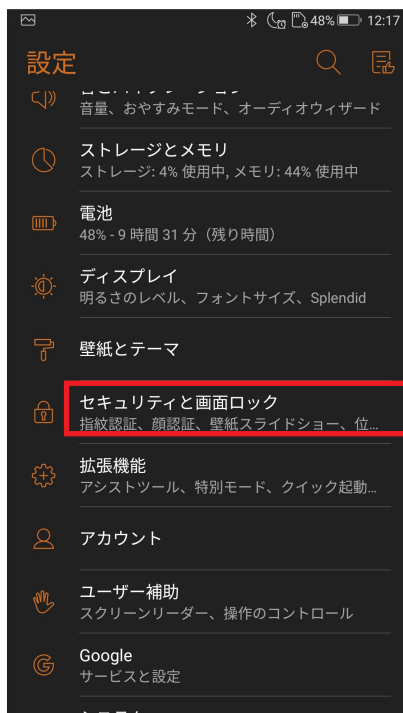 48% 12:17
設定
音量、おやすみモード、オーディオウィザード
ストレージとメモリ
ストレージ: 4% 使用中, メモリ: 44% 使用中
電池
48% - 9 時間 31 分（残り時間）
ディスプレイ
明るさのレベル、フォントサイズ、Splendid
壁紙とテーマ
セキュリティと画面ロック
指紋認証、顔認証、壁紙スライドショー、位...
拡張機能
アシストツール、特別モード、クイック起動...
アカウント
ユーザー補助
スクリーンリーダー、操作のコントロール
Google
サービスと設定